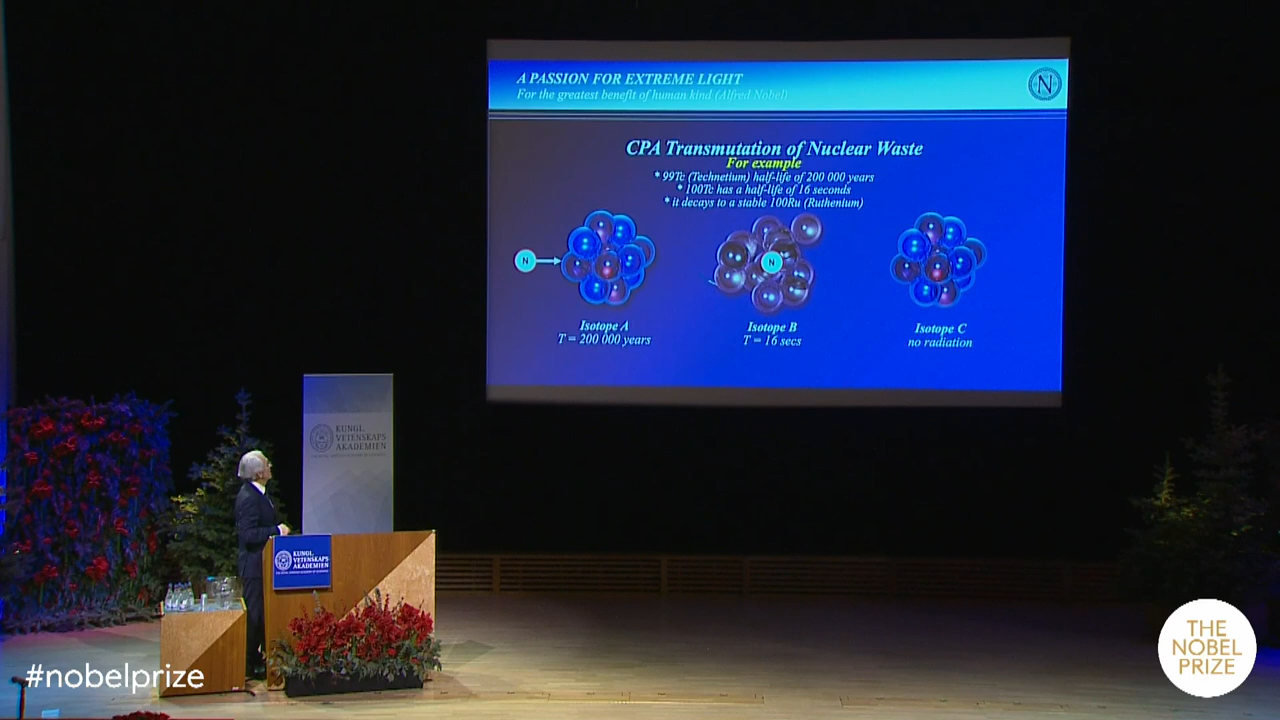 A PASSION FOR EXTREME LIGHT
For the greatest benefit of human kind (Alfred Nobel)
N
CPA Transmutation of Nuclear Waste
For example
* 99Tc (Technetium) half-life of 200 000 years
* 100Tc has a half-life of 16 seconds
* it decays to a stable 100Ru (Ruthenium)
N
N
Isotope A
T = 200 000 years
Isotope B
T = 16 secs
Isotope C
no radiation
KUNGL.
VETENSKAPS
AKADEMIEN
KUNGL.
VETENSKAPS
AKADEMIEN
#nobelprize
THE
NOBEL
PRIZE